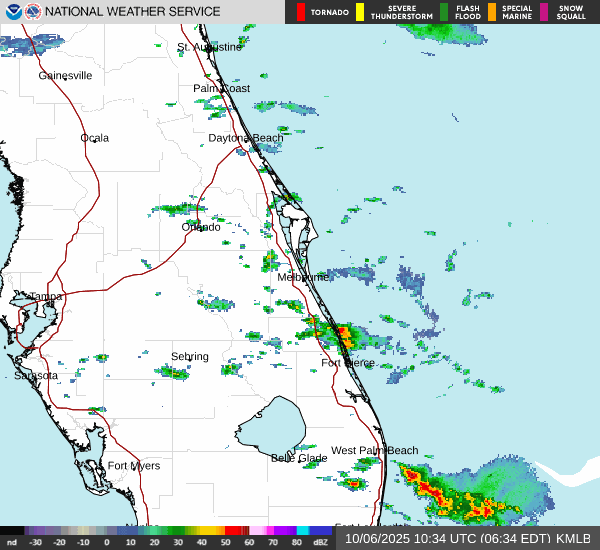 NATIONAL WEATHER SERVICE
TORNADO
SEVERE THUNDERSTORM
FLASH FLOOD
SPECIAL MARINE
SNOW SQUALL
St. Augustine
Gainesville
Palm Coast
Ocala
Daytona Beach
Orlando
Melbourne
Tampa
Sebring
Fort Pierce
Sarasota
West Palm Beach
Belle Glade
Fort Myers
nd -30 -20 -10 0 10 20 30 40 50 60 70 80 dBZ
10/06/2025 10:34 UTC (06:34 EDT) KMLB